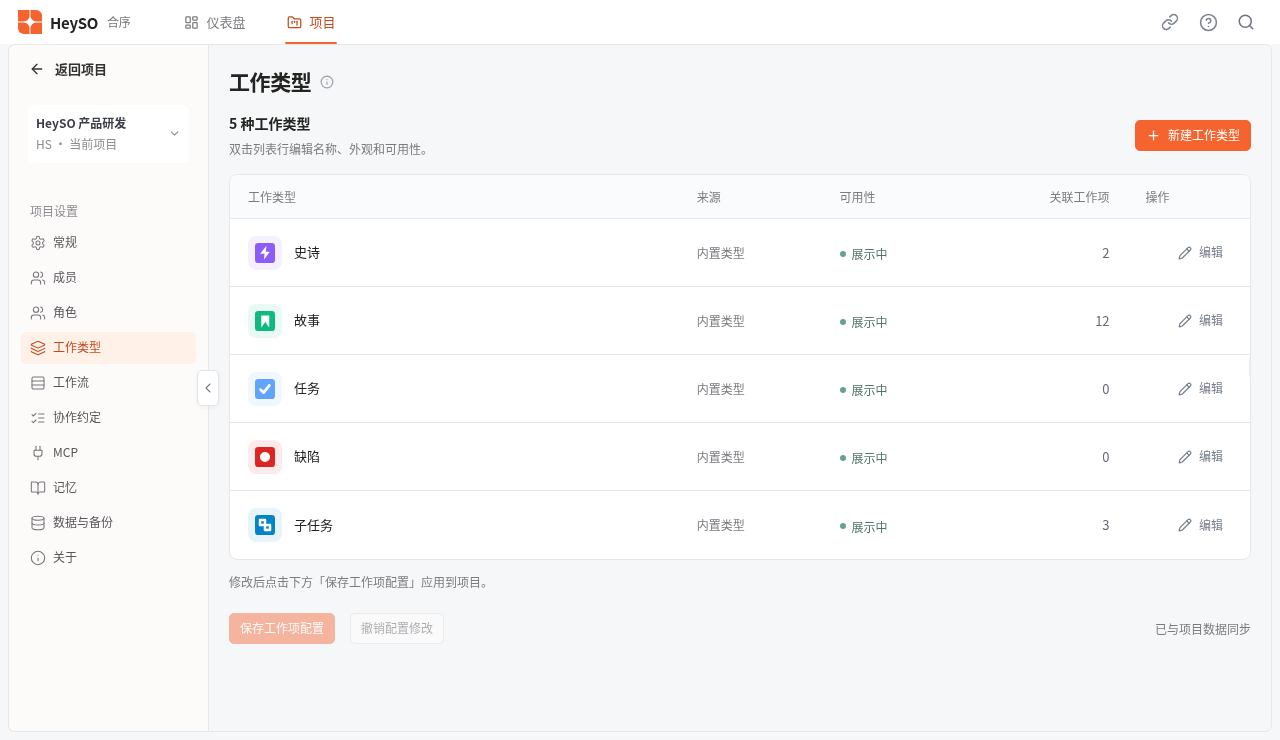 HeySO 合序
仪表盘
项目
返回项目
HeySO 产品研发
HS • 当前项目
项目设置
常规
成员
角色
工作类型
工作流
协作约定
MCP
记忆
数据与备份
关于
工作类型
5 种工作类型
双击列表行编辑名称、外观和可用性。
新建工作类型
工作类型 来源 可用性 关联工作项 操作
史诗 内置类型 展示中 2 编辑
故事 内置类型 展示中 12 编辑
任务 内置类型 展示中 0 编辑
缺陷 内置类型 展示中 0 编辑
子任务 内置类型 展示中 3 编辑
修改后点击下方「保存工作项配置」应用到项目。
保存工作项配置 撤销配置修改 已与项目数据同步